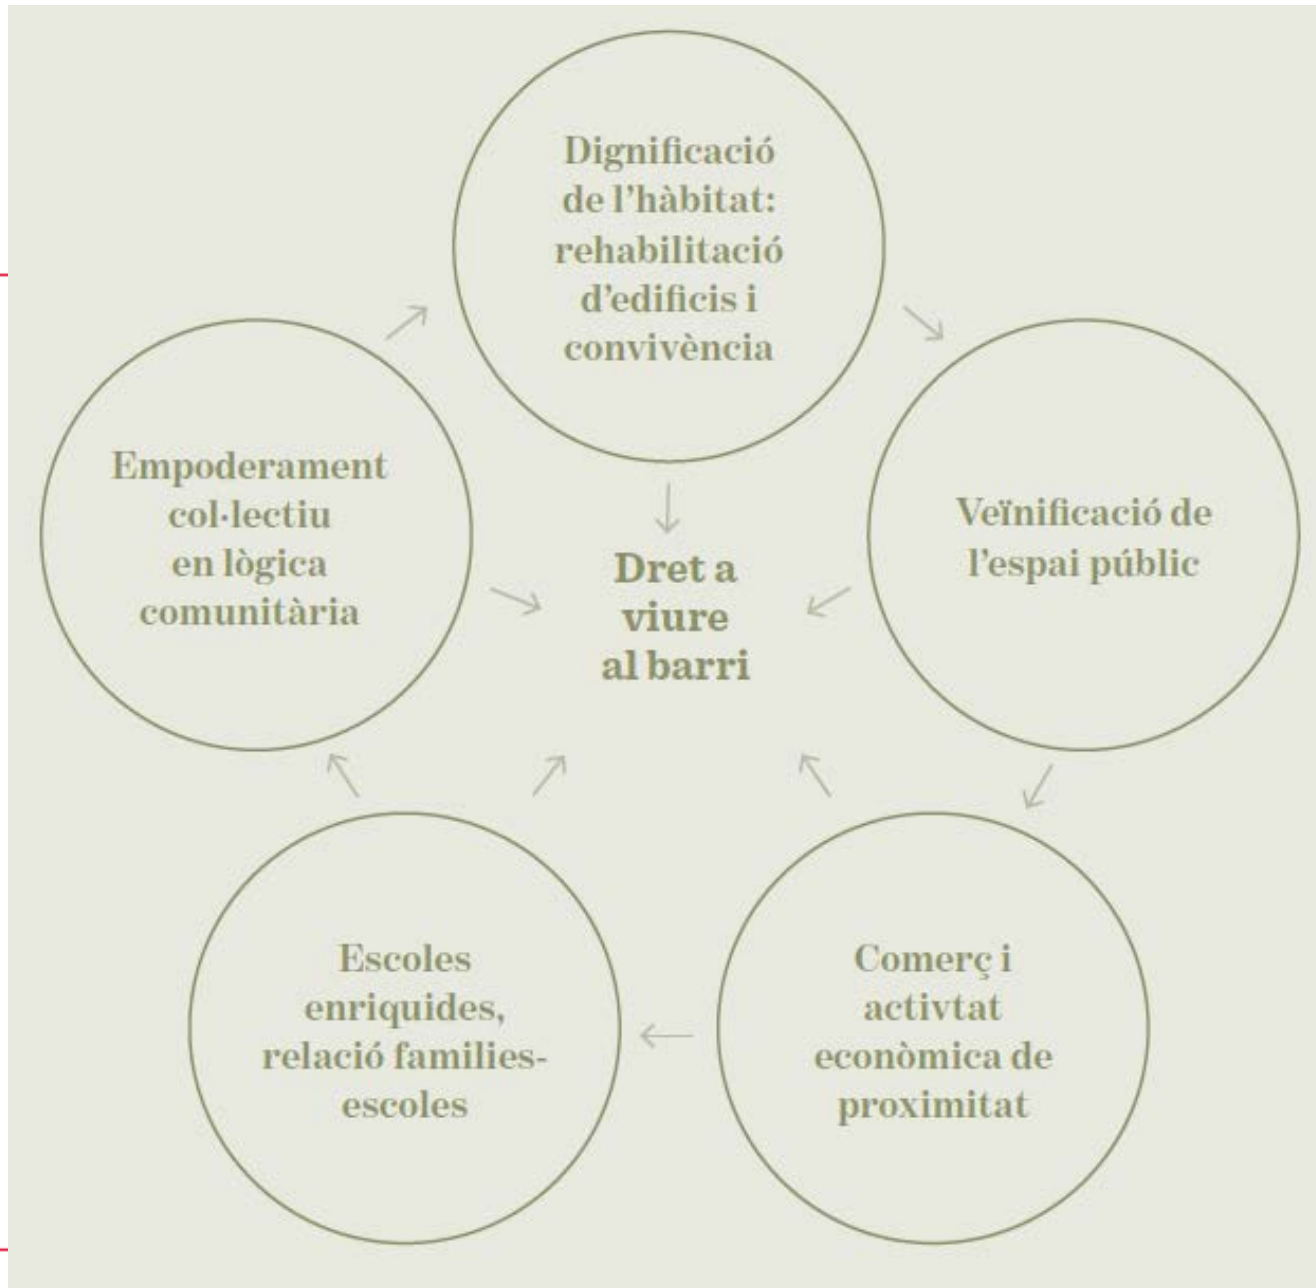 Dignificació
de l’hàbitat:
rehabilitació
d’edificis i
convivència
Empoderament
col·lectiu
en lògica
comunitària
Dret a
viure
al barri
Veïnificació de
l’espai públic
Escoles
enriquides,
relació families-
escoles
Comerç i
activtat
econòmica de
proximitat